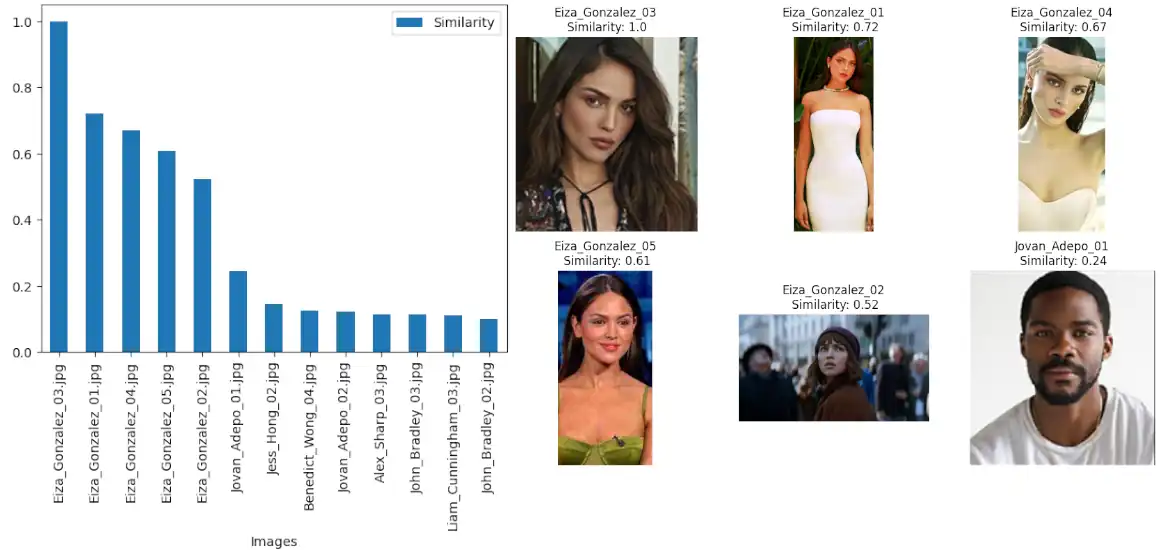 1.0
0.8
0.6
0.4
0.2
0.0
Similarity
Eiza_Gonzalez_03.jpg
Eiza_Gonzalez_01.jpg
Eiza_Gonzalez_04.jpg
Eiza_Gonzalez_05.jpg
Eiza_Gonzalez_02.jpg
Jovan_Adepo_01.jpg
Jess_Hong_02.jpg
Benedict_Wong_04.jpg
Jovan_Adepo_02.jpg
Alex_Sharp_03.jpg
John_Bradley_03.jpg
Liam_Cunningham_03.jpg
John_Bradley_02.jpg
Images
Eiza_Gonzalez_03
Similarity: 1.0
Eiza_Gonzalez_01
Similarity: 0.72
Eiza_Gonzalez_04
Similarity: 0.67
Eiza_Gonzalez_05
Similarity: 0.61
Eiza_Gonzalez_02
Similarity: 0.52
Jovan_Adepo_01
Similarity: 0.24